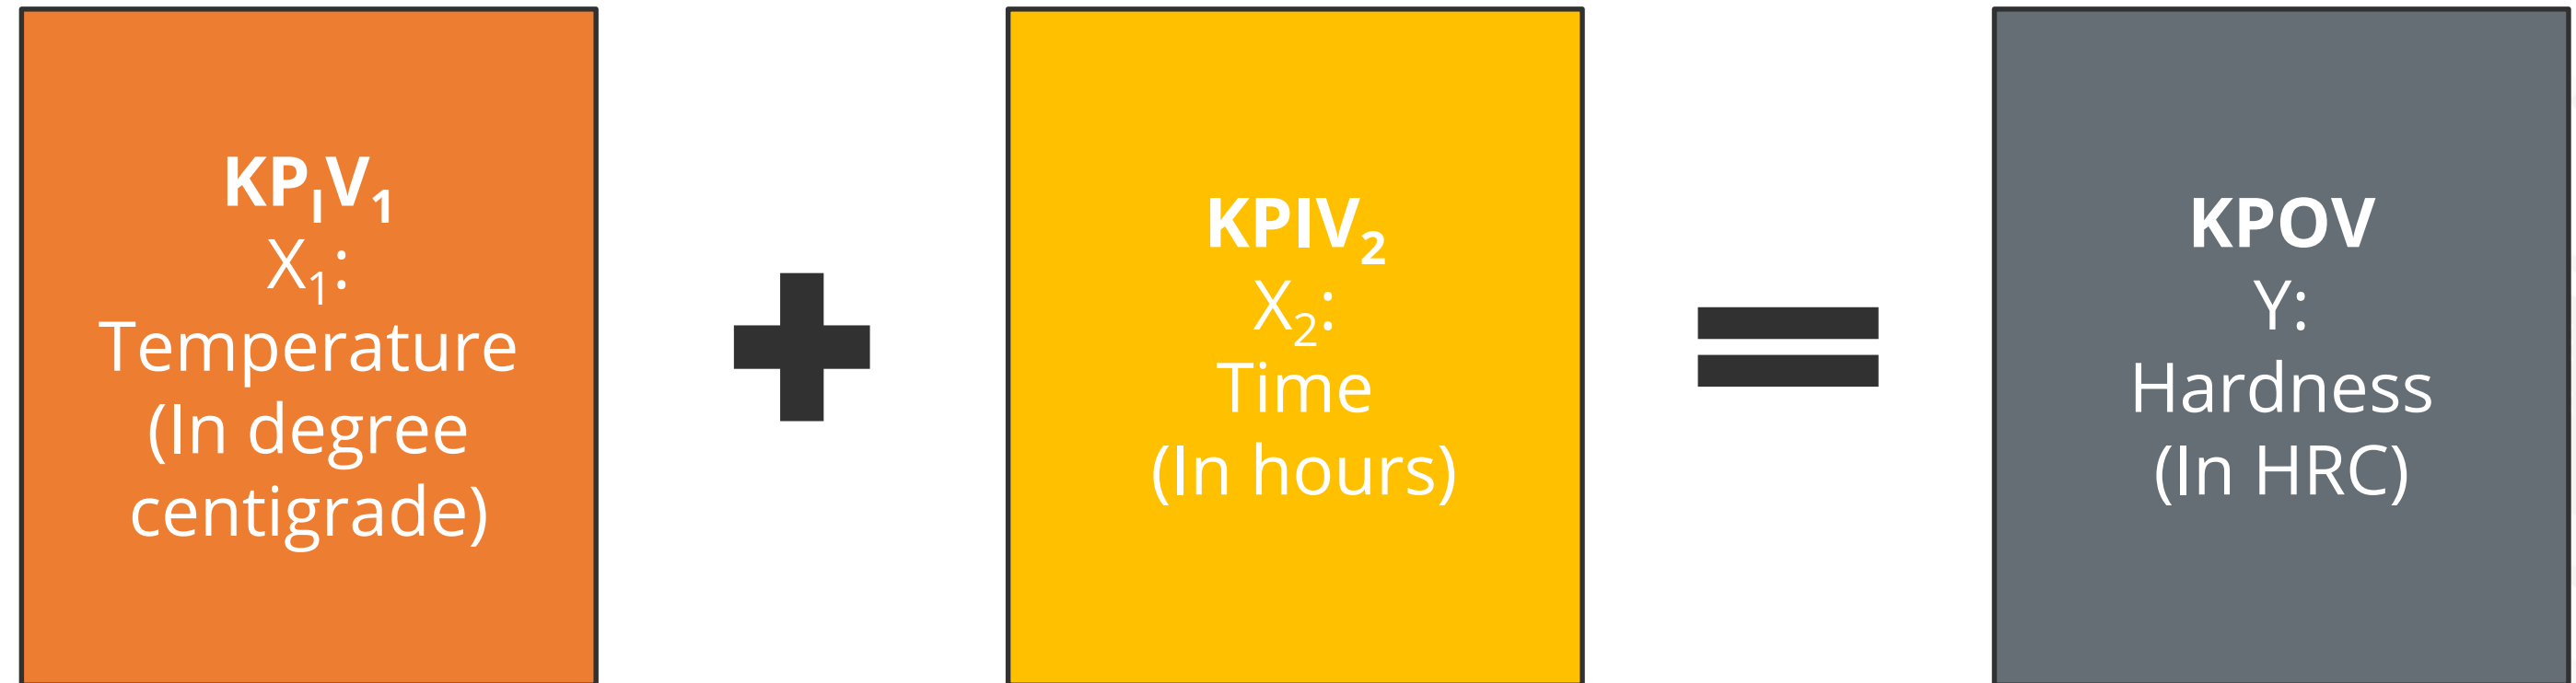 KPIV1
X1:
Temperature
(In degree
centigrade)
+
KPIV2
X2:
Time
(In hours)
=
KPOV
Y:
Hardness
(In HRC)